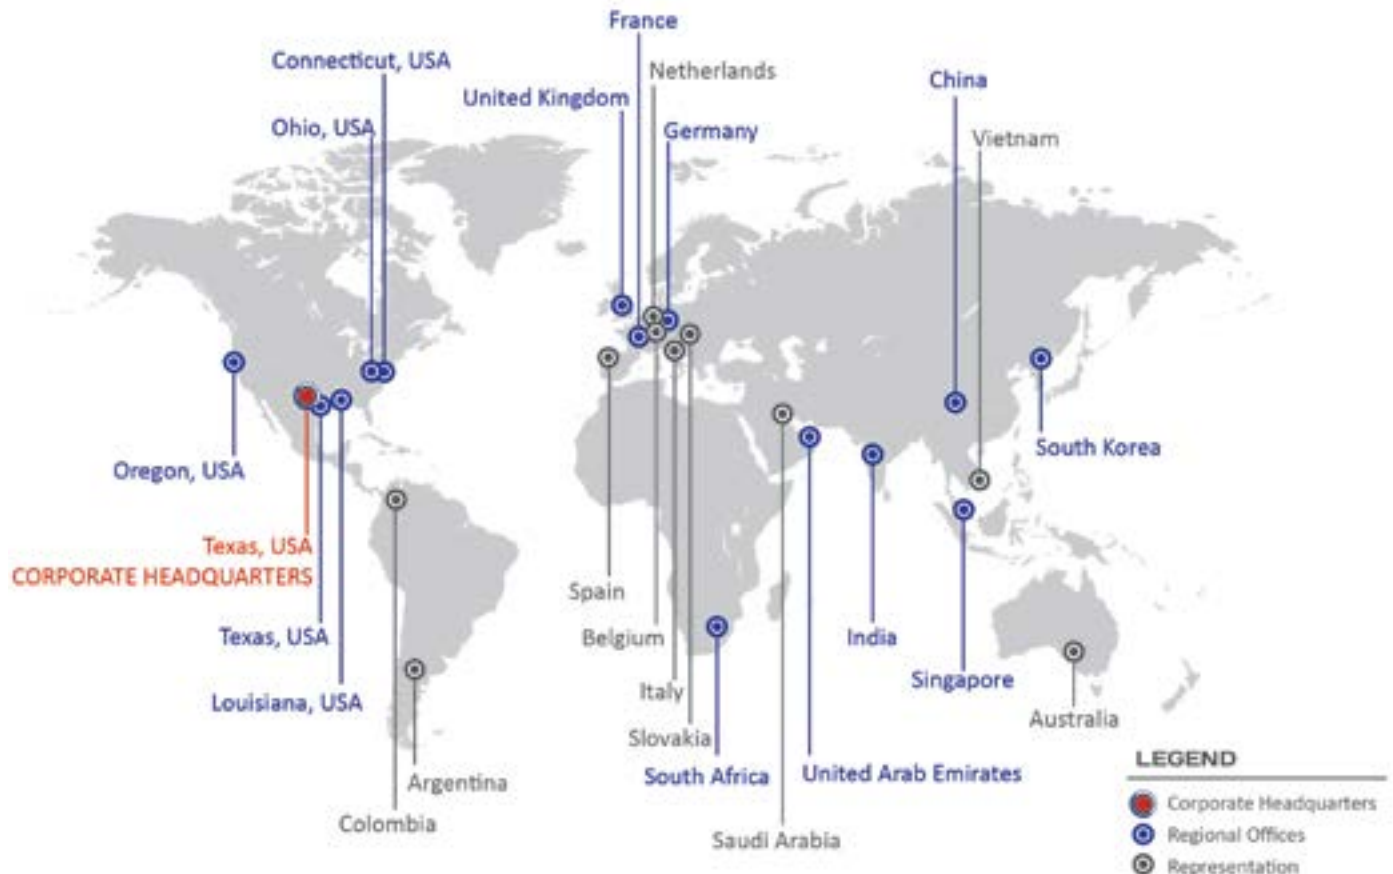 France
Connecticut, USA
Netherlands
China
United Kingdom
Ohio, USA
Germany
Vietnam
South Korea
Oregon, USA
Texas, USA
CORPORATE HEADQUARTERS
Spain
Texas, USA
Belgium
India
Singapore
Italy
Louisiana, USA
Australia
Slovakia
LEGEND
South Africa
United Arab Emirates
Argentina
Corporate Headquarters
Colombia
Regional Offices
Saudi Arabia
Representation